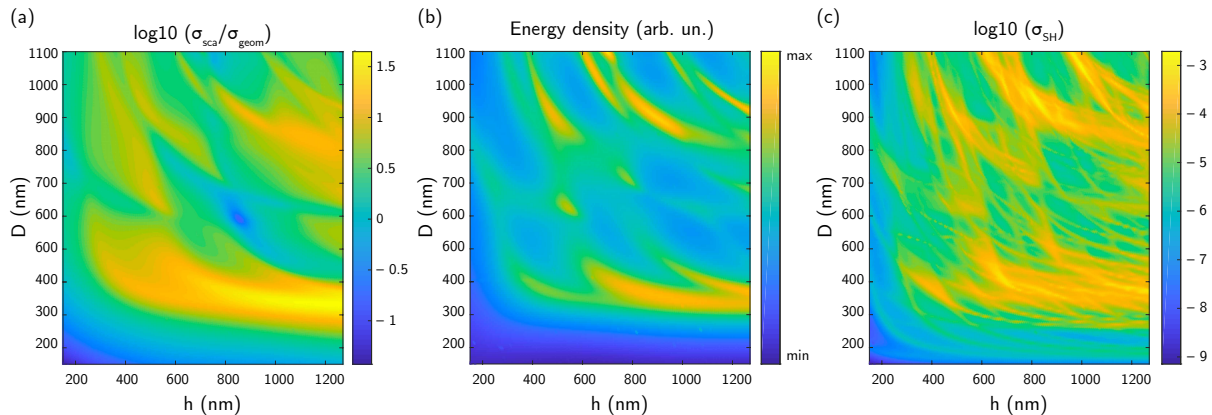 (a)
log10 (σsca/σgeom)
1100
1000
900
800
700
600
500
400
300
200
D (nm)
200 400 600 800 1000 1200
h (nm)
1.5
1
0.5
0
− 0.5
− 1
(b)
Energy density (arb. un.)
1100
1000
900
800
700
600
500
400
300
200
D (nm)
200 400 600 800 1000 1200
h (nm)
max
min
(c)
log10 (σSH)
1100
1000
900
800
700
600
500
400
300
200
D (nm)
200 400 600 800 1000 1200
h (nm)
− 3
− 4
− 5
− 6
− 7
− 8
− 9